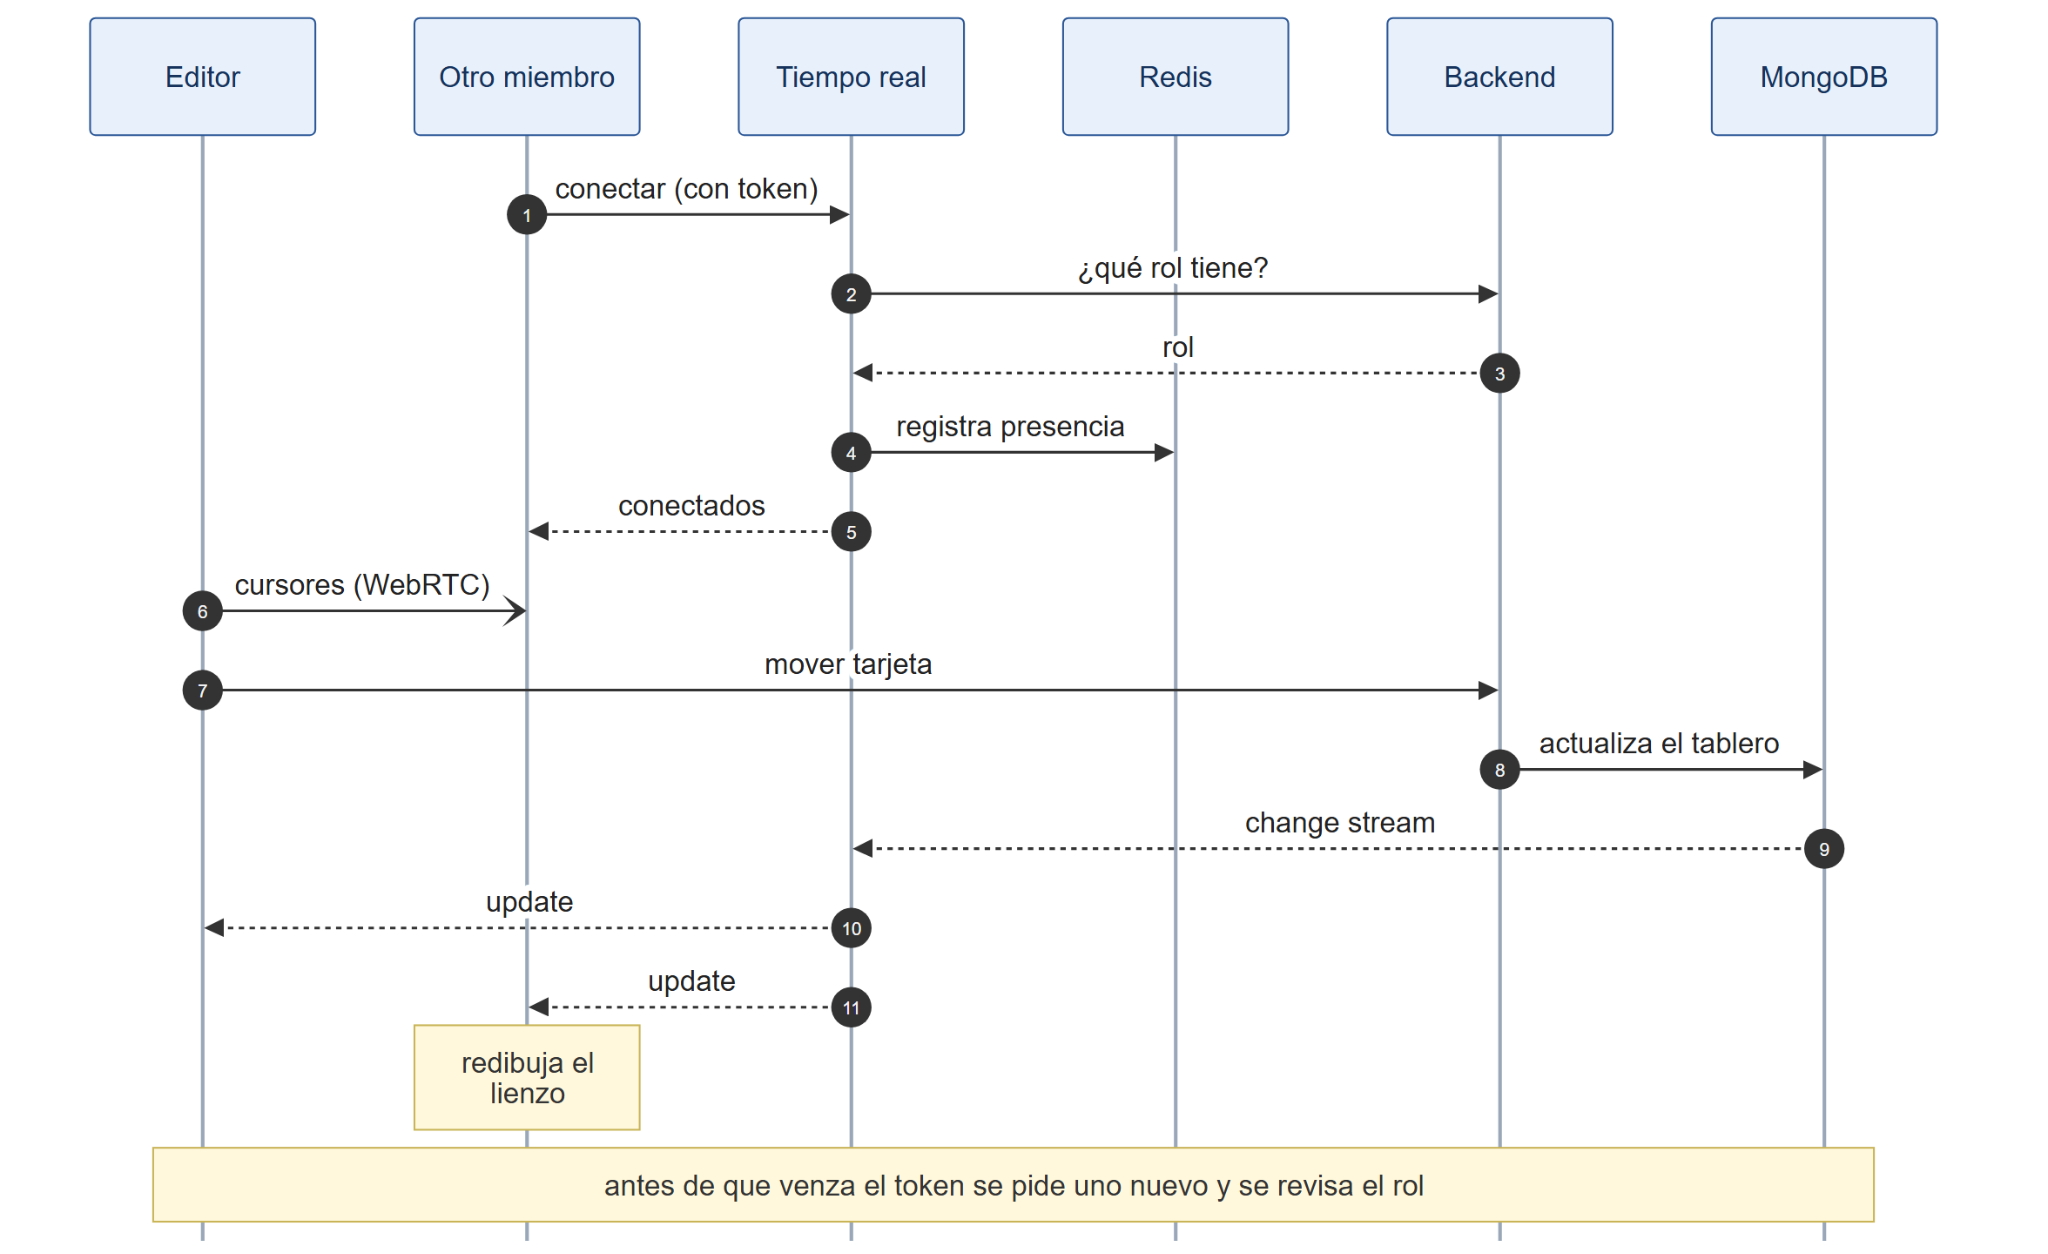 Editor
Otro miembro
Tiempo real
Redis
Backend
MongoDB
conectar (con token)
1
¿qué rol tiene?
2
rol
3
registra presencia
4
conectados
5
cursores (WebRTC)
6
mover tarjeta
7
actualiza el tablero
8
change stream
9
update
10
update
11
redibuja el
lienzo
antes de que venza el token se pide uno nuevo y se revisa el rol